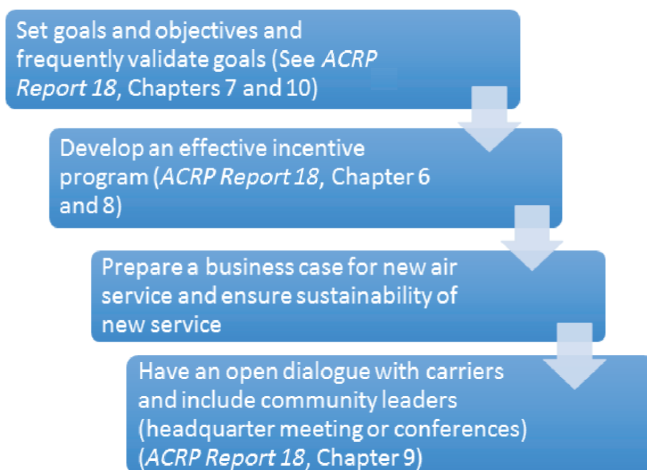 Set goals and objectives and
frequently validate goals (See ACRP
Report 18, Chapters 7 and 10)
Develop an effective incentive
program (ACRP Report 18, Chapter 6
and 8)
Prepare a business case for new air
service and ensure sustainability of
new service
Have an open dialogue with carriers
and include community leaders
(headquarter meeting or conferences)
(ACRP Report 18, Chapter 9)